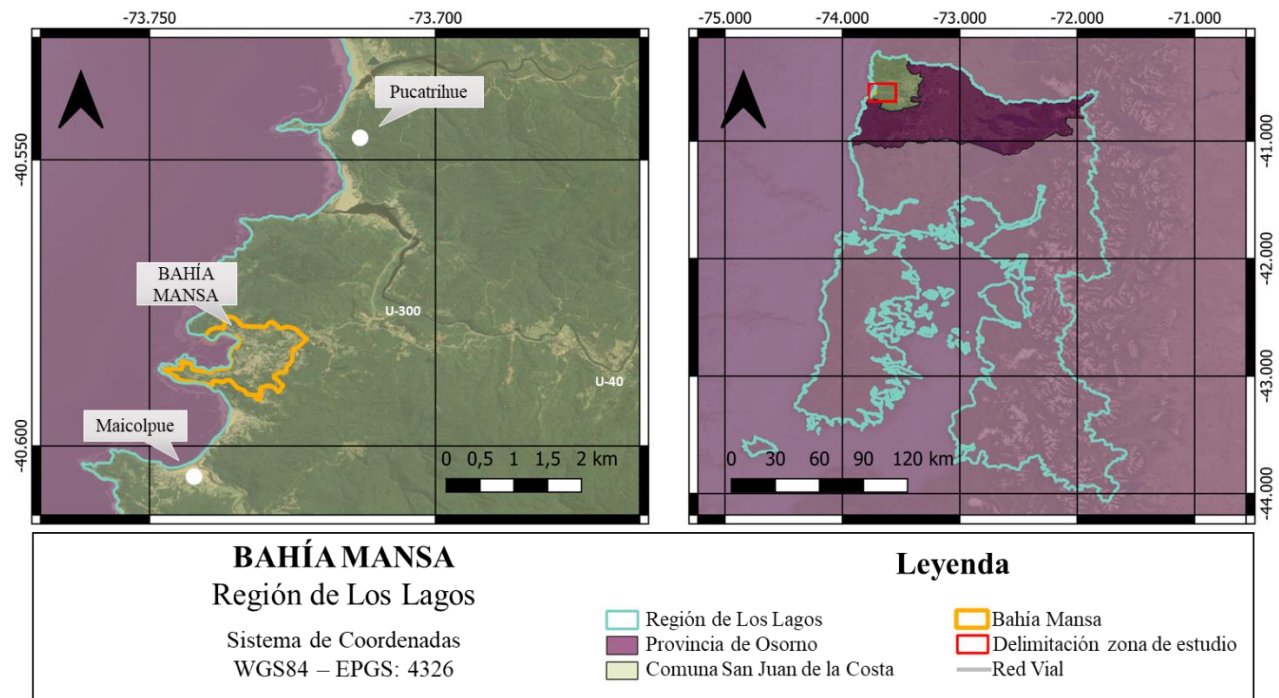 -73.750
-73.700
-40.550
-40.600
Pucatrihue
BAHÍA
MANSA
U-300
U-40
Maicolpue
0 0,5 1 1,5 2 km
-75.000
-74.000
-73.000
-72.000
-71.000
-41.000
-42.000
-43.000
-44.000
0 30 60 90 120 km
BAHÍA MANSA
Región de Los Lagos
Sistema de Coordenadas
WGS84 – EPGS: 4326
Leyenda
Región de Los Lagos
Provincia de Osorno
Comuna San Juan de la Costa
Bahía Mansa
Delimitación zona de estudio
Red Vial